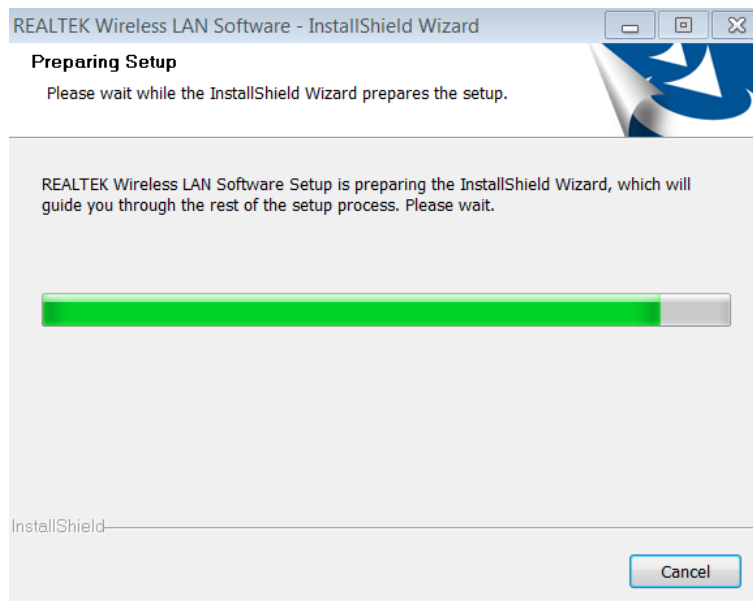 REALTEK Wireless LAN Software - InstallShield Wizard
Preparing Setup
Please wait while the InstallShield Wizard prepares the setup.
REALTEK Wireless LAN Software Setup is preparing the InstallShield Wizard, which will
guide you through the rest of the setup process. Please wait.
InstallShield
Cancel